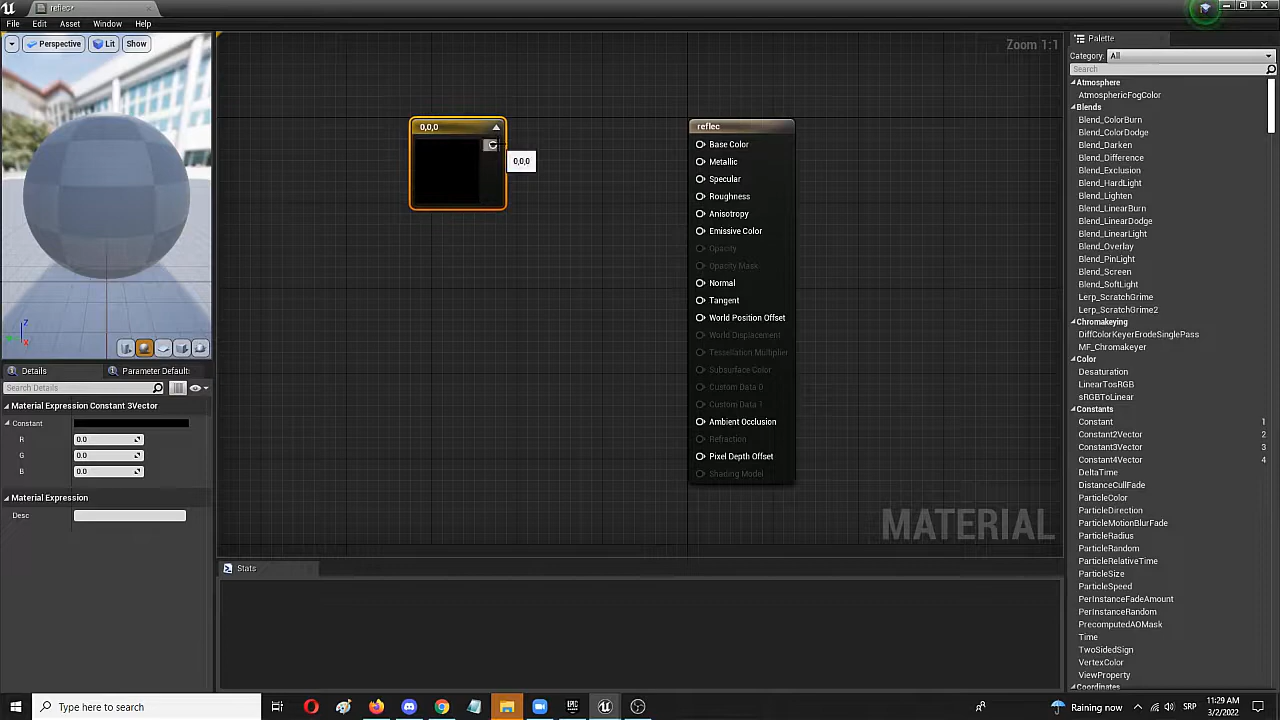 reflec*
File Edit Asset Window Help
Perspective Lit Show
Zoom 1:1
Palette
Category: All
Search
Atmosphere
AtmosphericFogColor
Blends
Blend_ColorBurn
Blend_ColorDodge
Blend_Darken
Blend_Difference
Blend_Exclusion
Blend_HardLight
Blend_Lighten
Blend_LinearBurn
Blend_LinearDodge
Blend_LinearLight
Blend_Overlay
Blend_PinLight
Blend_Screen
Blend_SoftLight
Lerp_ScratchGrime
Lerp_ScratchGrime2
Chromakeying
DiffColorKeyerErodeSinglePass
MF_Chromakeyer
Color
Desaturation
LinearTosRGB
sRGBToLinear
Constants
Constant 1
Constant2Vector 2
Constant3Vector 3
Constant4Vector 4
DeltaTime
DistanceCullFade
ParticleColor
ParticleDirection
ParticleMotionBlurFade
ParticleRadius
ParticleRandom
ParticleRelativeTime
ParticleSize
ParticleSpeed
PerInstanceFadeAmount
PerInstanceRandom
PrecomputedAOMask
Time
TwoSidedSign
VertexColor
ViewProperty
Coordinates
0,0,0
0,0,0
reflec
Base Color
Metallic
Specular
Roughness
Anisotropy
Emissive Color
Opacity
Opacity Mask
Normal
Tangent
World Position Offset
World Displacement
Tessellation Multiplier
Subsurface Color
Custom Data 0
Custom Data 1
Ambient Occlusion
Refraction
Pixel Depth Offset
Shading Model
MATERIAL
Z
X
Details Parameter Default
Search Details
Material Expression Constant 3Vector
Constant
R 0.0
G 0.0
B 0.0
Material Expression
Desc
Stats
Type here to search
Raining now
SRP
11:29 AM
3/2/2022